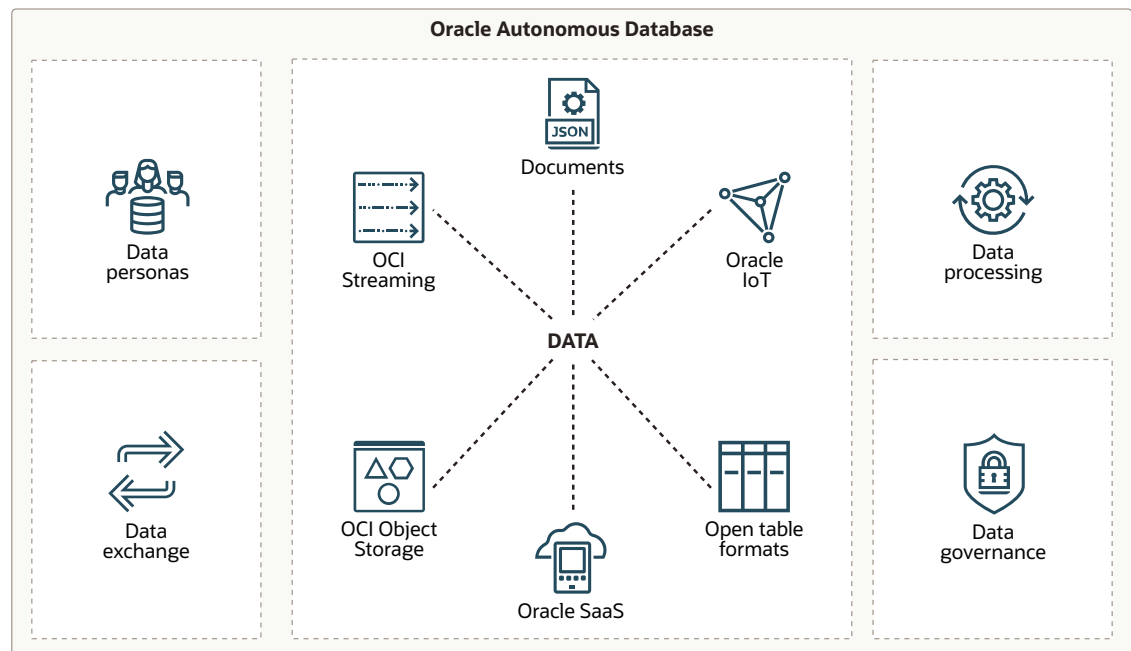 Oracle Autonomous Database
Data
personas
Data
exchange
JSON
Documents
OCI
Streaming
Oracle
IoT
DATA
OCI Object
Storage
Oracle SaaS
Open table
formats
Data
processing
Data
governance